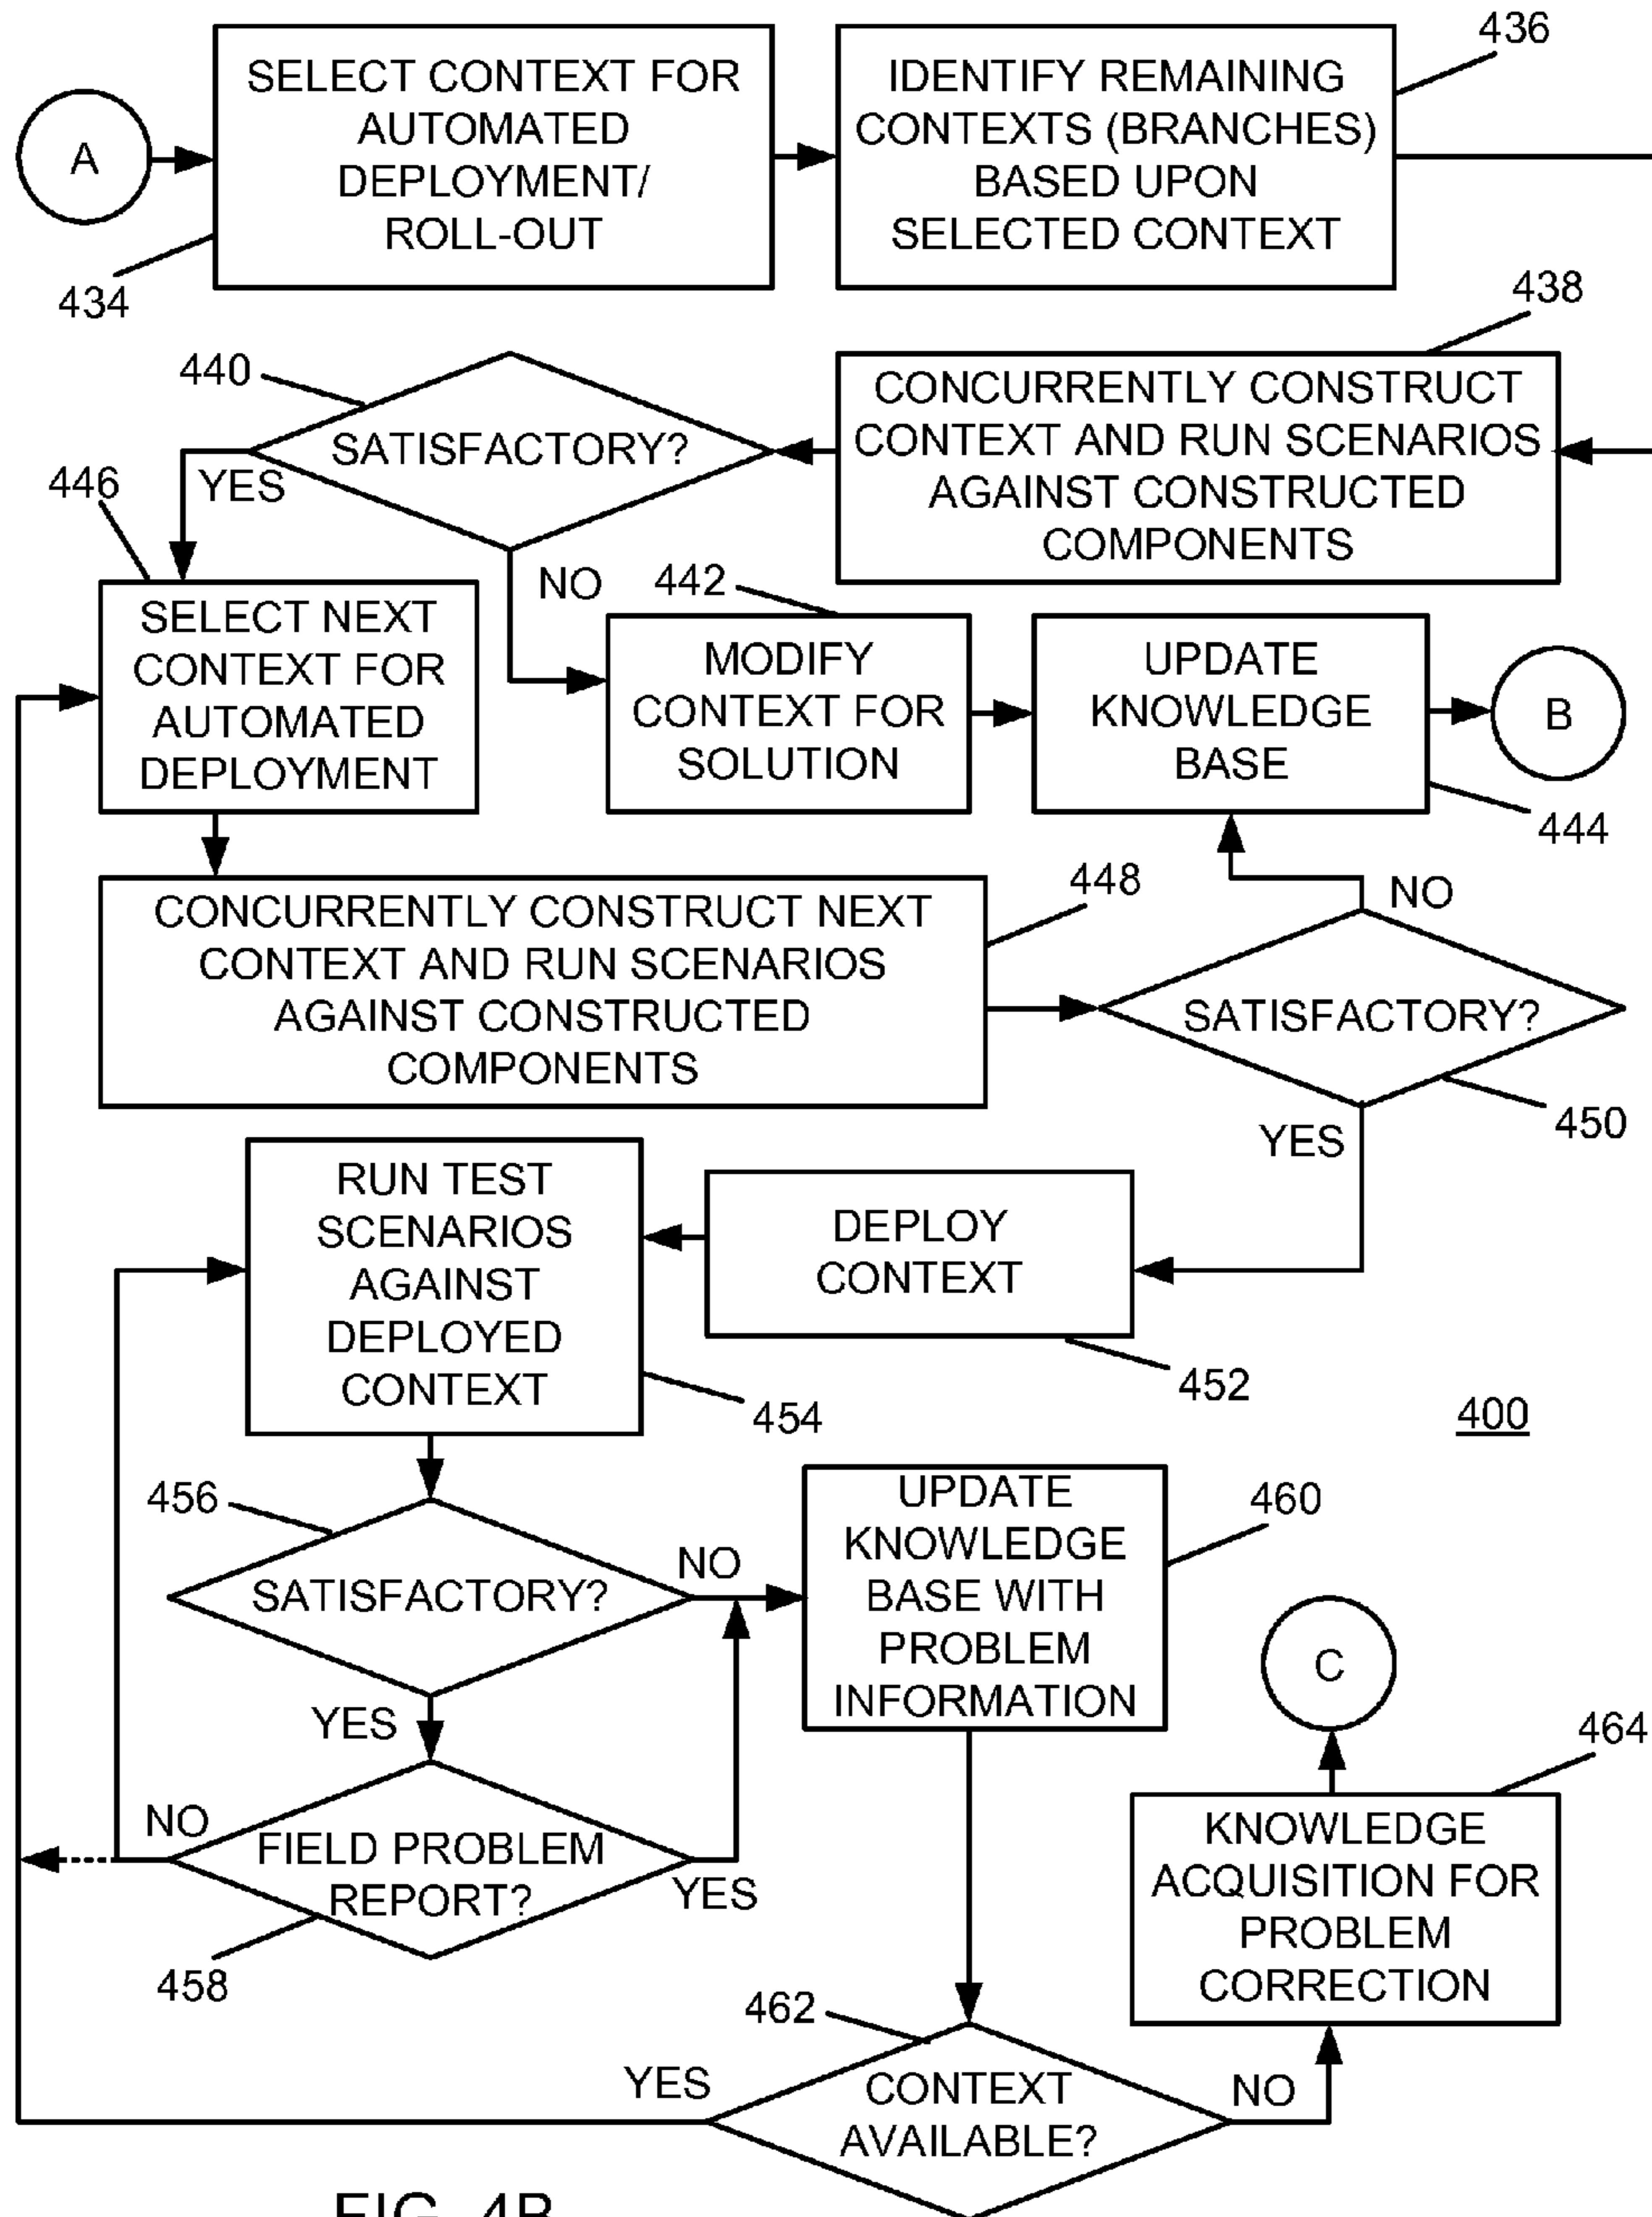 436
SELECT CONTEXT FOR
AUTOMATED
DEPLOYMENT/
ROLL-OUT
IDENTIFY REMAINING
CONTEXTS (BRANCHES)
BASED UPON
SELECTED CONTEXT
A
434
438
440
SATISFACTORY?
CONCURRENTLY CONSTRUCT
CONTEXT AND RUN SCENARIOS
AGAINST CONSTRUCTED
COMPONENTS
YES
446
NO
442
SELECT NEXT
CONTEXT FOR
AUTOMATED
DEPLOYMENT
MODIFY
CONTEXT FOR
SOLUTION
UPDATE
KNOWLEDGE
BASE
B
444
448
NO
CONCURRENTLY CONSTRUCT NEXT
CONTEXT AND RUN SCENARIOS
AGAINST CONSTRUCTED
COMPONENTS
SATISFACTORY?
450
YES
RUN TEST
SCENARIOS
AGAINST
DEPLOYED
CONTEXT
DEPLOY
CONTEXT
452
454
400
456
UPDATE
KNOWLEDGE
BASE WITH
PROBLEM
INFORMATION
460
NO
SATISFACTORY?
C
YES
464
NO
FIELD PROBLEM
REPORT?
YES
KNOWLEDGE
ACQUISITION FOR
PROBLEM
CORRECTION
458
462
YES
CONTEXT
AVAILABLE?
NO
FIG. 4B